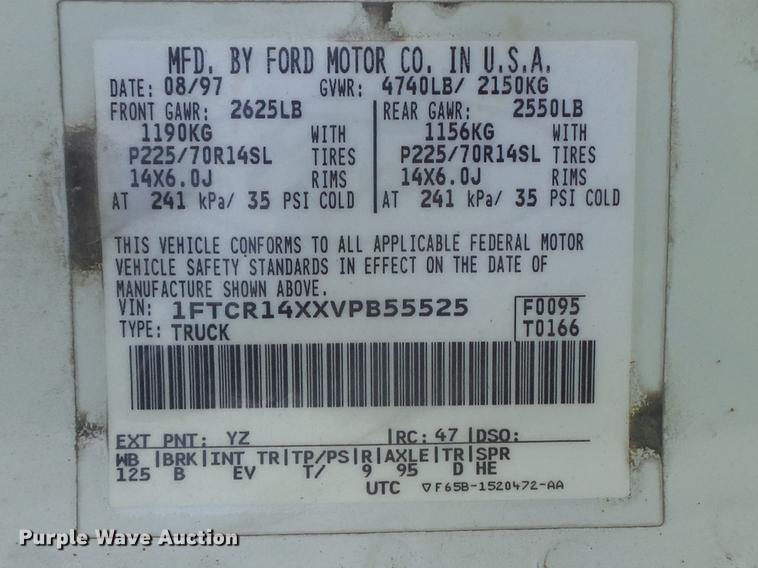 MFD. BY FORD MOTOR CO. IN U.S.A.
DATE: 08/97 GVWR: 4740LB/ 2150KG
FRONT GAWR: 2625LB REAR GAWR: 2550LB
1190KG WITH 1156KG WITH
P225/70R14SL TIRES P225/70R14SL TIRES
14X6.0J RIMS 14X6.0J RIMS
AT 241 kPa/ 35 PSI COLD AT 241 kPa/ 35 PSI COLD
THIS VEHICLE CONFORMS TO ALL APPLICABLE FEDERAL MOTOR
VEHICLE SAFETY STANDARDS IN EFFECT ON THE DATE OF
MANUFACTURE SHOWN ABOVE.
VIN: 1FTCR14XXVPB55525 F0095
TYPE: TRUCK T0166
EXT PNT: YZ RC: 47 DSO:
WB BRK INT TR TP/PS R AXLE TR SPR
125 B EV T/ 9 95 D HE
UTC ▽F65B-1520472-AA
Purple Wave Auction